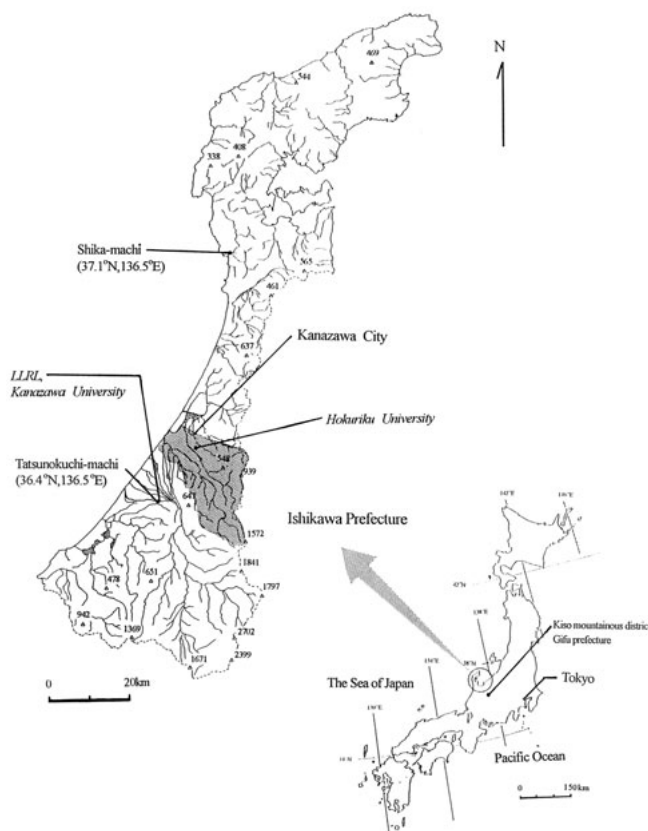 469
N
544
408
338
Shika-machi
(37.1°N,136.5°E)
565
461
Kanazawa City
637
LLRL,
Kanazawa University
Hokuriku University
548
939
Tatsunokuchi-machi
(36.4°N,136.5°E)
647
Ishikawa Prefecture
1572
1841
651
478
1797
942
1369
2702
2399
1671
0 20km
Kiso mountainous distric
Gifu prefecture
The Sea of Japan
Tokyo
Pacific Ocean
0 150km